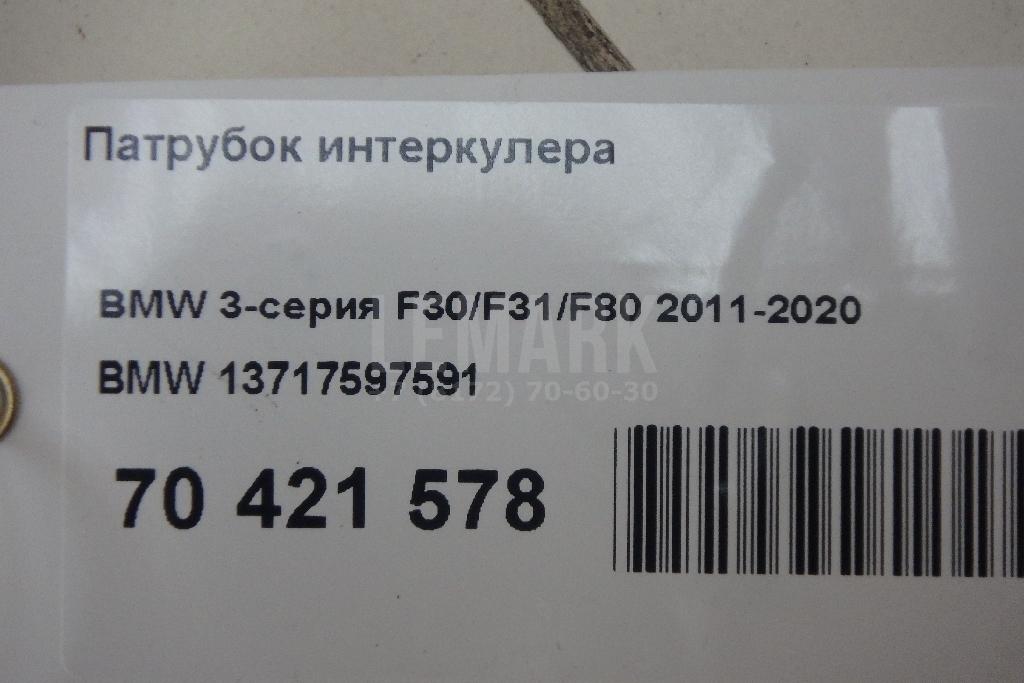 Патрубок интеркулера
BMW 3-серия F30/F31/F80 2011-2020
LEMARK
BMW 13717597591
+7 (8172) 70-60-30
70 421 578